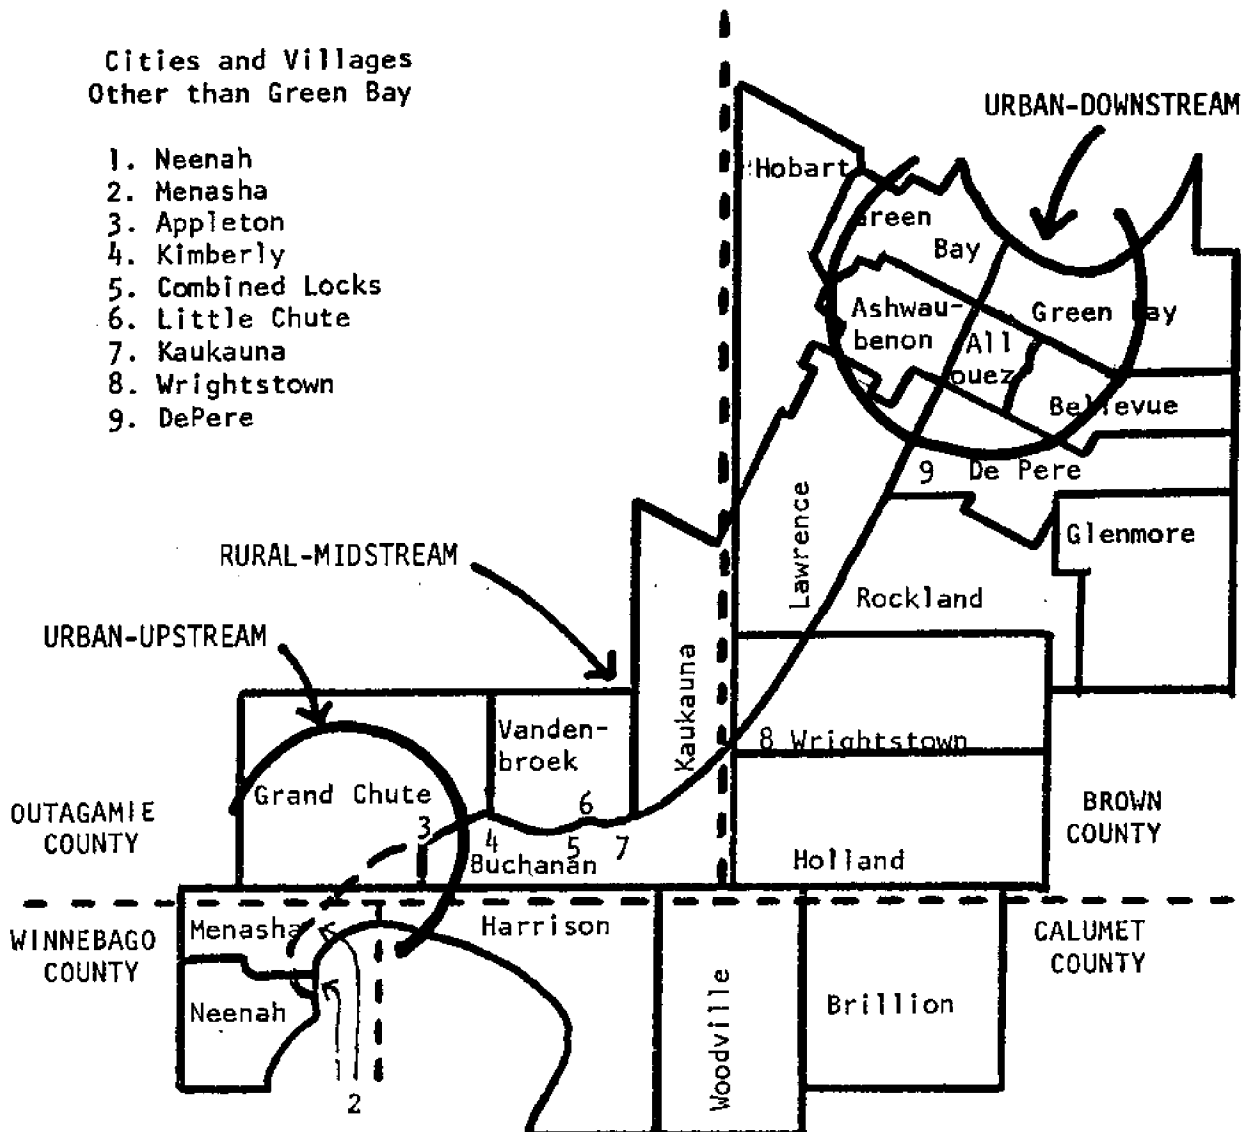 Cities and Villages
Other than Green Bay
1. Neenah
2. Menasha
3. Appleton
4. Kimberly
5. Combined Locks
6. Little Chute
7. Kaukauna
8. Wrightstown
9. DePere
URBAN-DOWNSTREAM
Hobart
Green
Bay
Ashwau-
benon
All
ouez
Green Bay
Bellevue
9 De Pere
Glenmore
Lawrence
Rockland
RURAL-MIDSTREAM
URBAN-UPSTREAM
Kaukauna
Vanden-
broek
8 Wrightstown
Grand Chute
OUTAGAMIE
COUNTY
BROWN
COUNTY
3
4
6
5
7
Buchanan
Holland
WINNEBAGO
COUNTY
Menasha
Harrison
CALUMET
COUNTY
Neenah
Woodville
Brillion
1
2